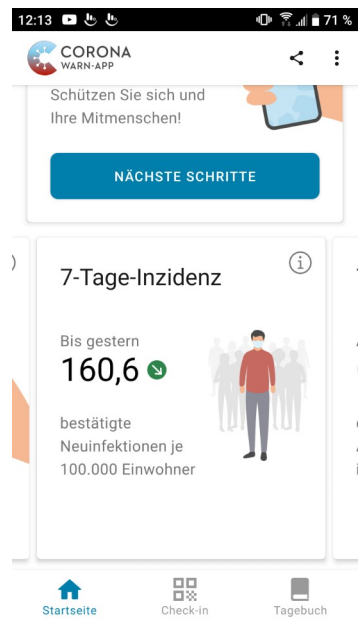 12:13 71 %
CORONA
WARN-APP
Schützen Sie sich und
Ihre Mitmenschen!
NÄCHSTE SCHRITTE
7-Tage-Inzidenz
Bis gestern
160,6
bestätigte
Neuinfektionen je
100.000 Einwohner
Startseite Check-in Tagebuch